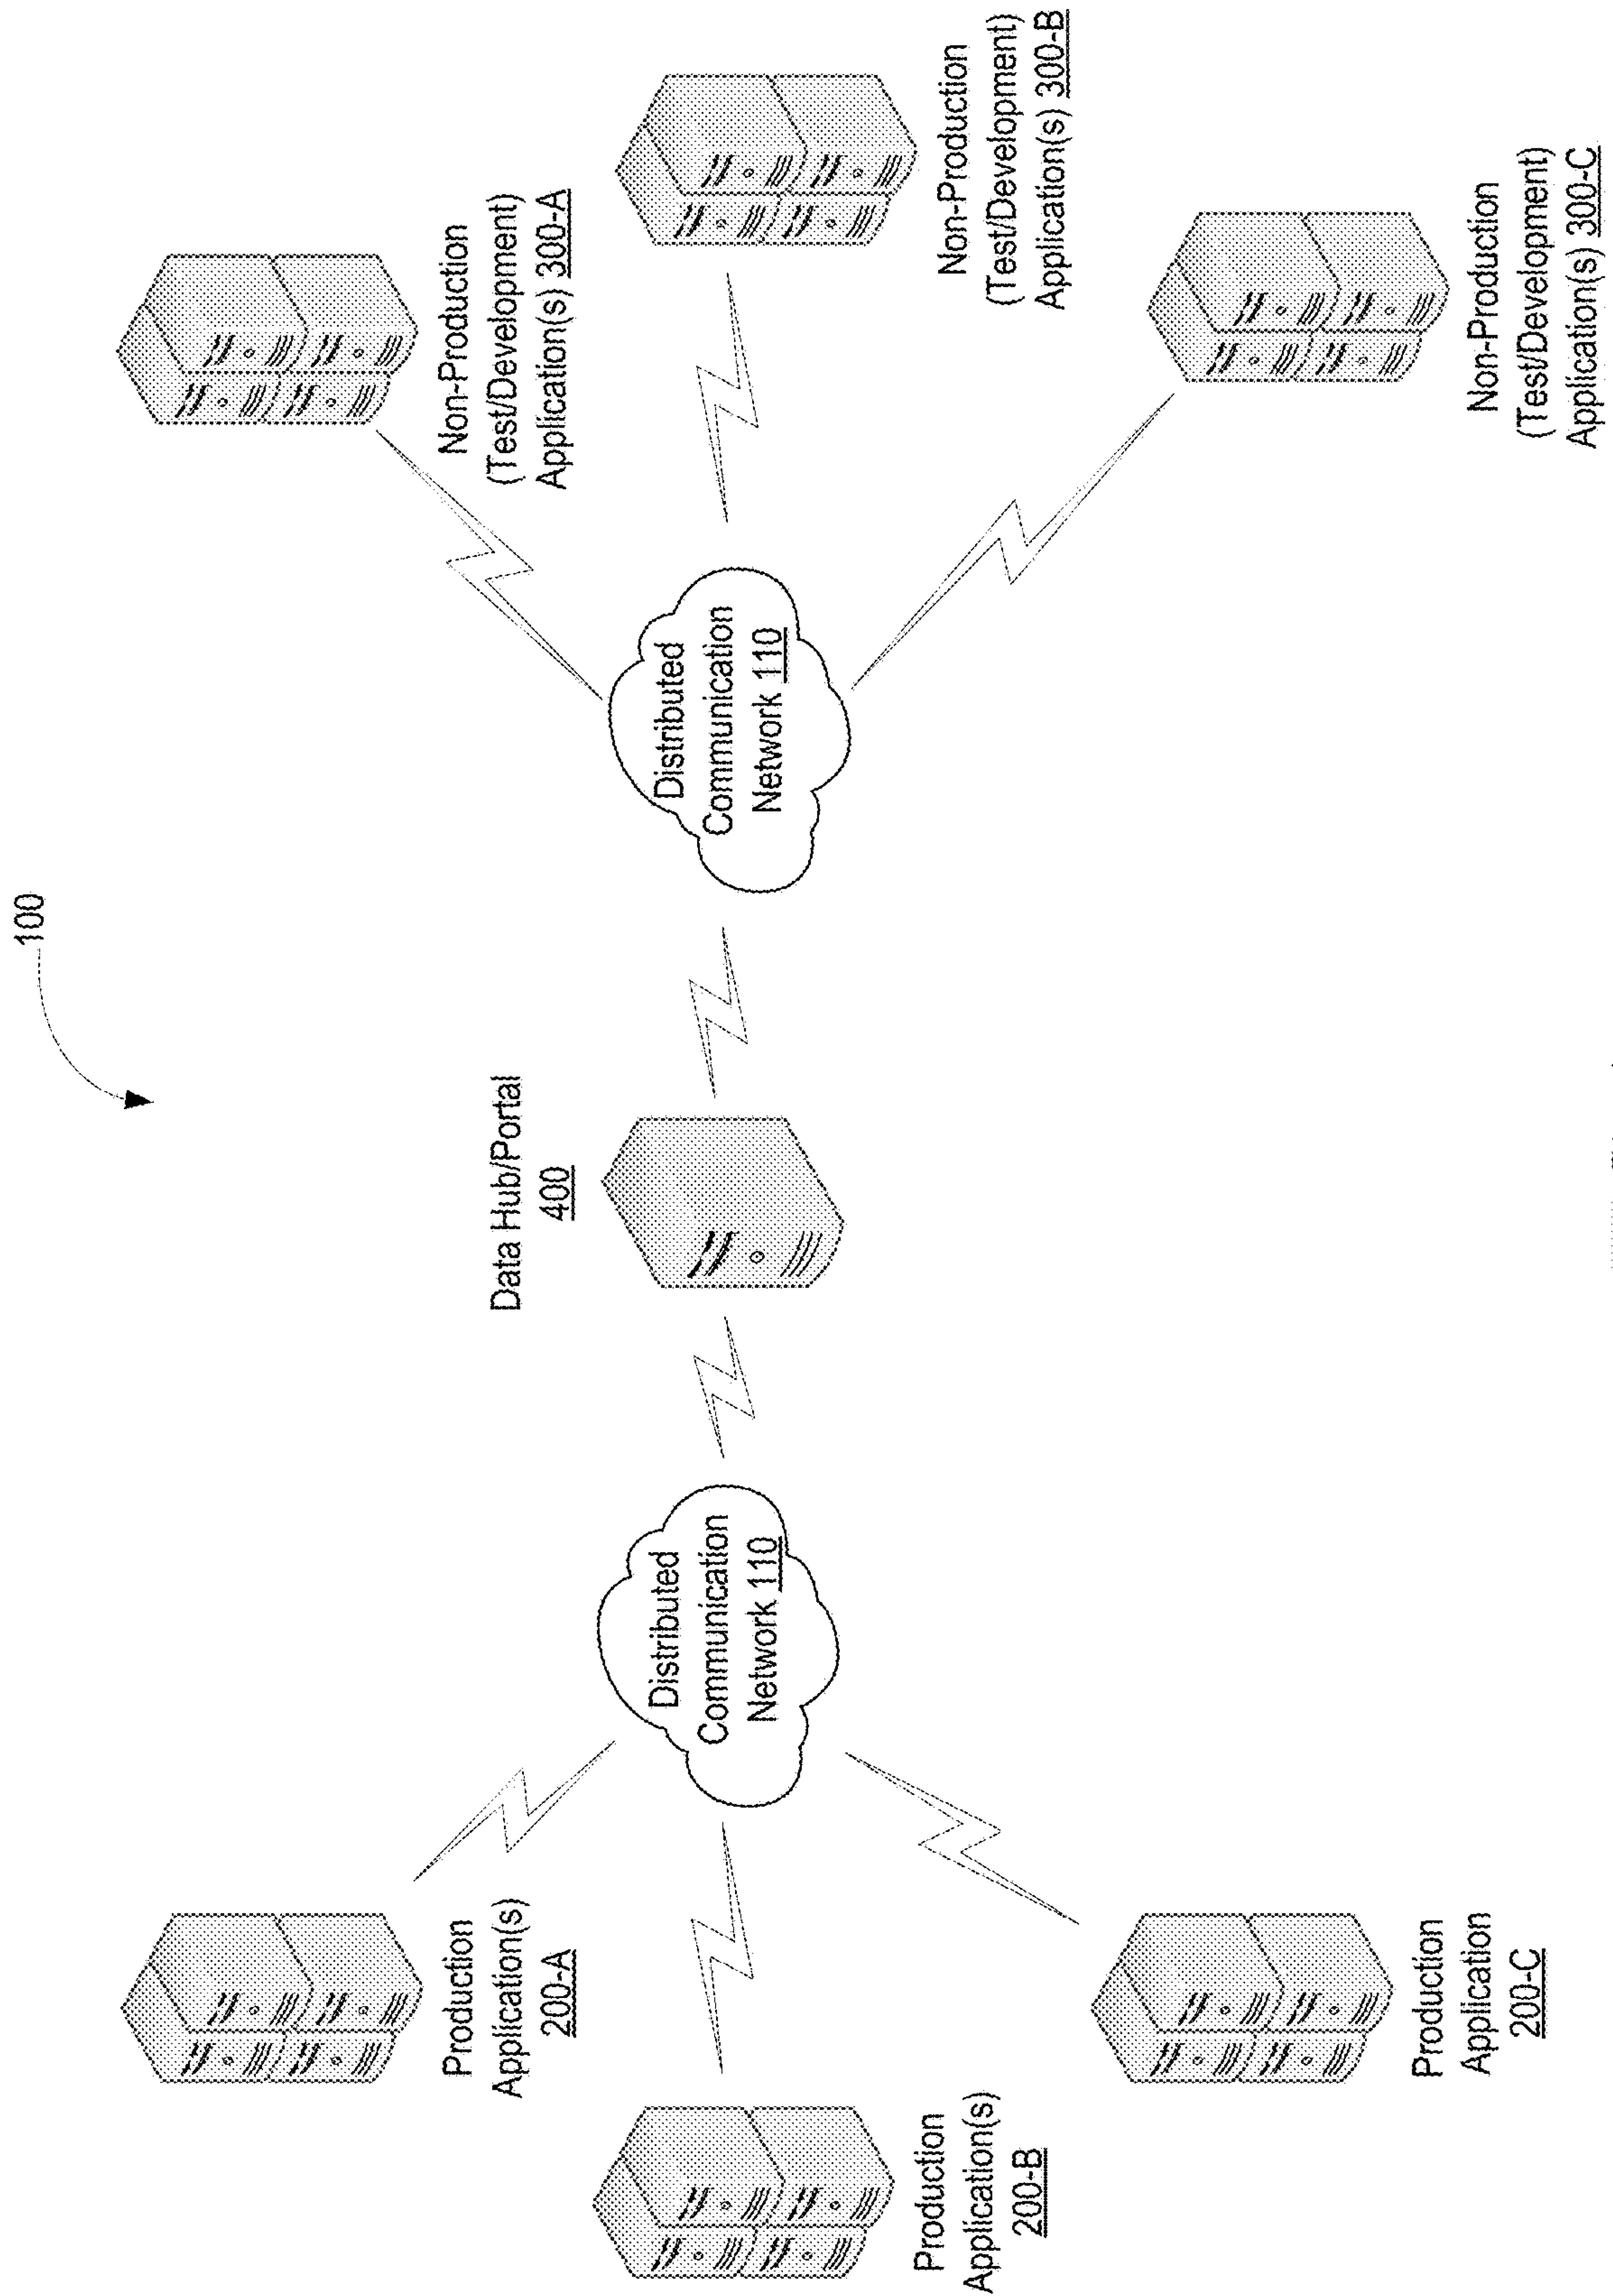 100
Production
Application(s)
200-A
Production
Application(s)
200-B
Production
Application
200-C
Distributed
Communication
Network 110
Data Hub/Portal
400
Distributed
Communication
Network 110
Non-Production
(Test/Development)
Application(s) 300-A
Non-Production
(Test/Development)
Application(s) 300-B
Non-Production
(Test/Development)
Application(s) 300-C